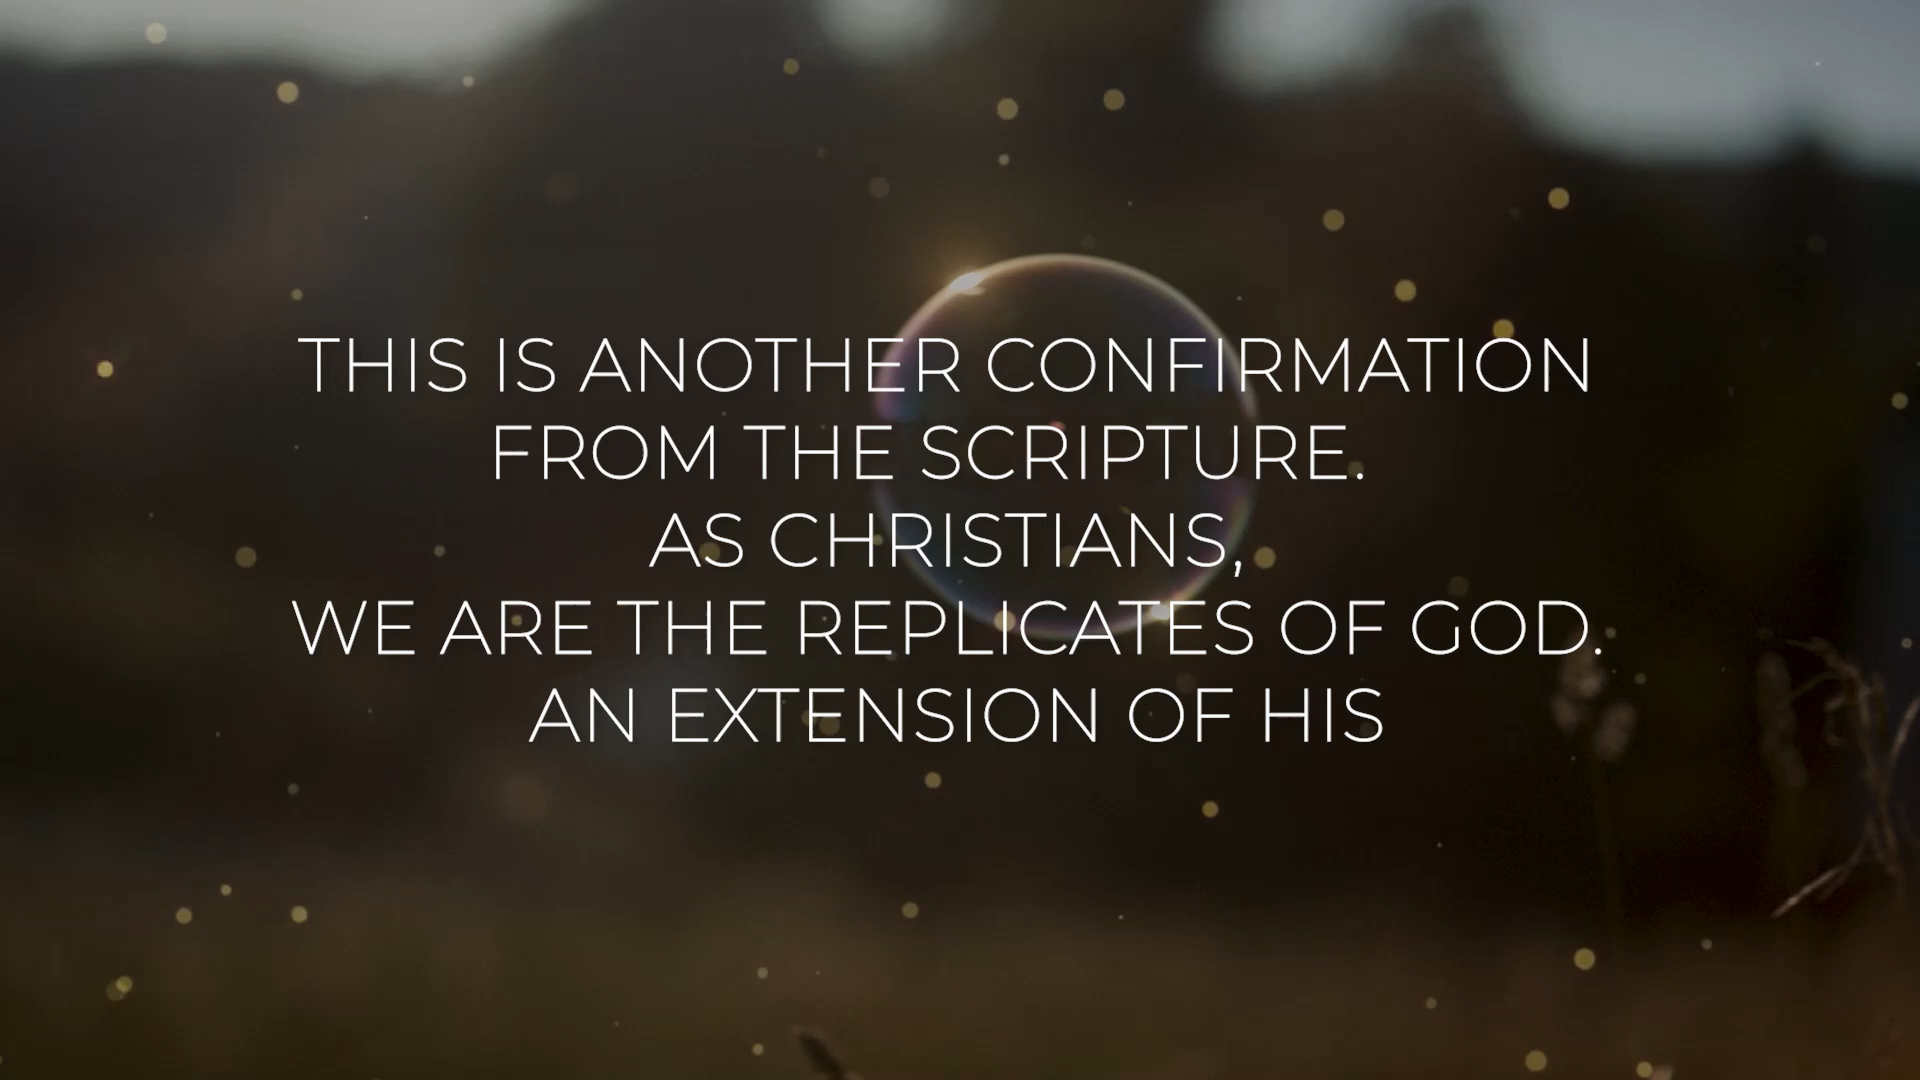 THIS IS ANOTHER CONFIRMATION
FROM THE SCRIPTURE.
AS CHRISTIANS,
WE ARE THE REPLICATES OF GOD.
AN EXTENSION OF HIS